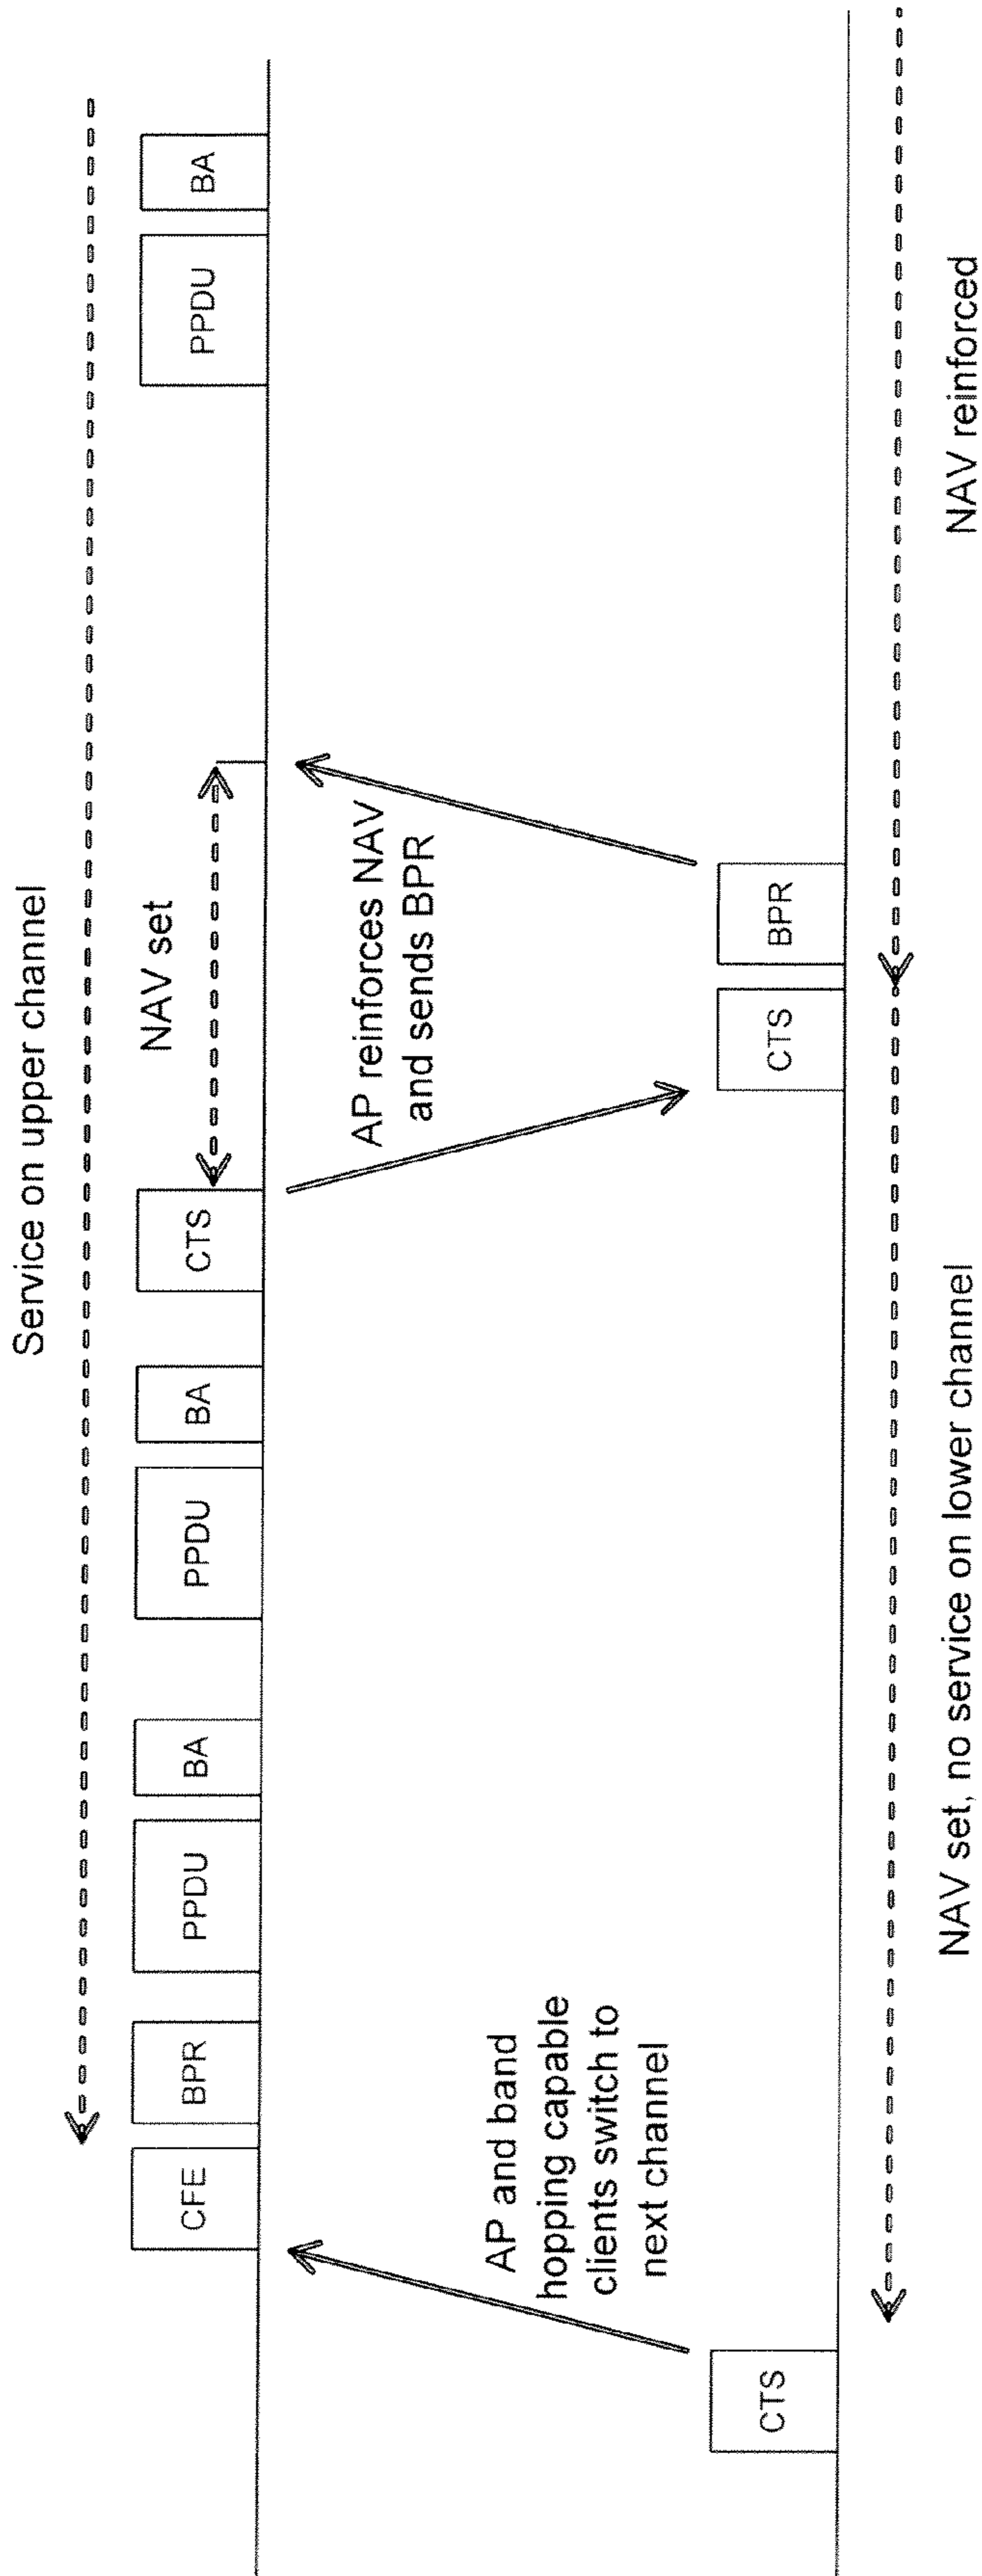 Service on upper channel
NAV set
CFE
BPR
PPDU
BA
PPDU
BA
CTS
PPDU
BA
AP and band
hopping capable
clients switch to
next channel
AP reinforces NAV
and sends BPR
CTS
CTS
BPR
NAV set, no service on lower channel
NAV reinforced